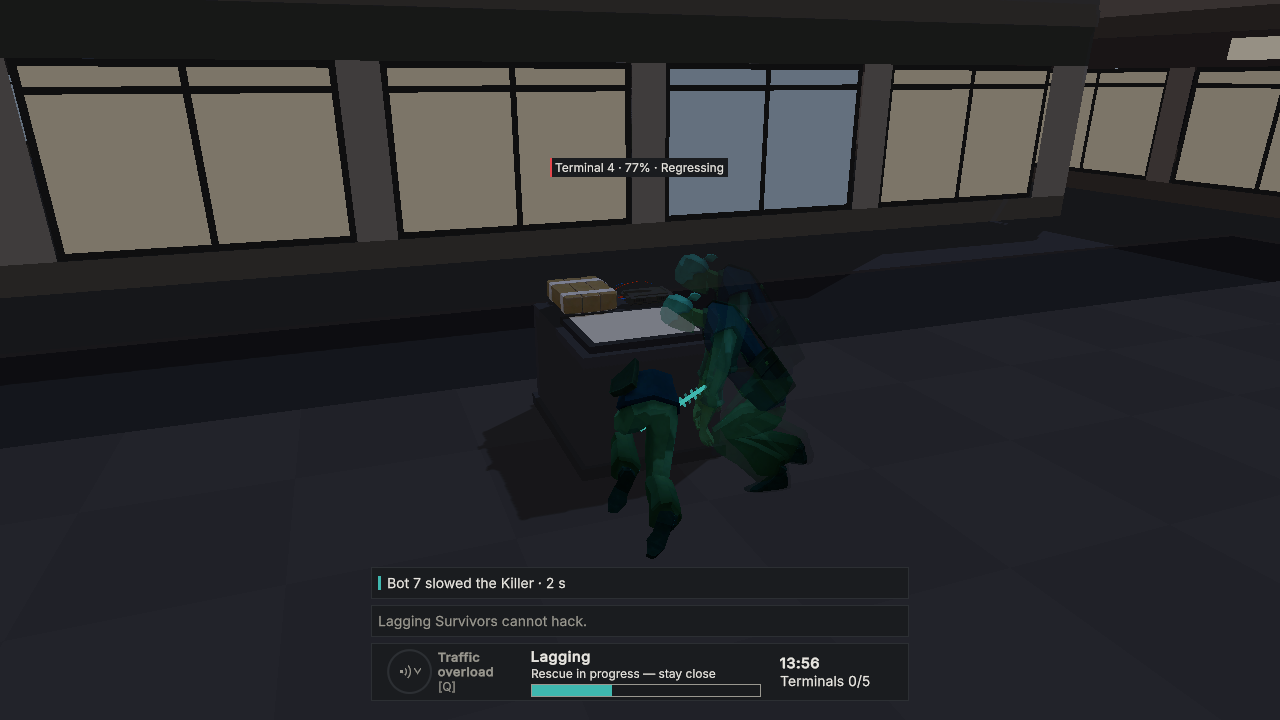 Terminal 4 · 77% · Regressing
Bot 7 slowed the Killer · 2 s
Lagging Survivors cannot hack.
Traffic
overload
[Q]
Lagging
Rescue in progress — stay close
13:56
Terminals 0/5